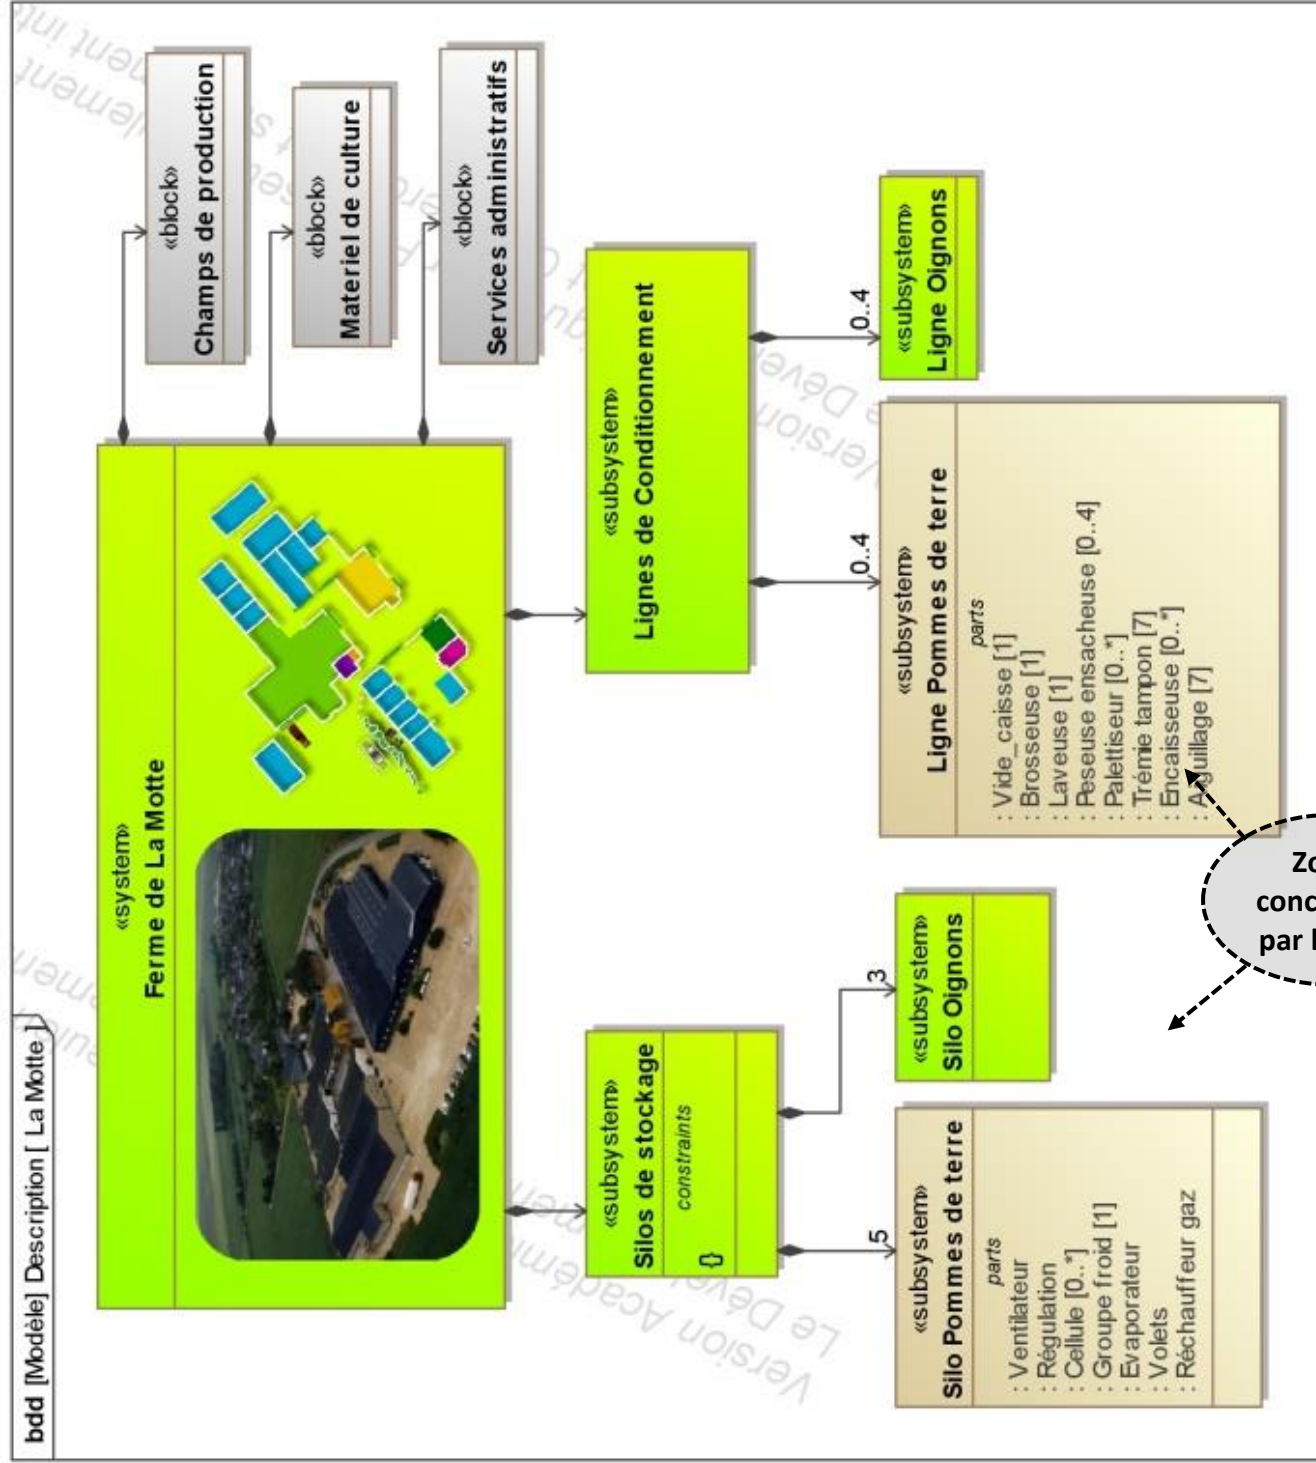 bdd [Modèle] Description [ La Motte ]
«system»
Ferme de La Motte
«block»
Champs de production
«block»
Materiel de culture
«block»
Services administratifs
«subsystem»
Silos de stockage
constraints
{}
«subsystem»
Lignes de Conditionnement
5
3
0..4
0..4
«subsystem»
Silo Pommes de terre
parts
: Ventilateur
: Régulation
: Cellule [0..*]
: Groupe froid [1]
: Evaporateur
: Volets
: Réchauffeur gaz
«subsystem»
Silo Oignons
«subsystem»
Ligne Pommes de terre
parts
: Vide_caisse [1]
: Brosseuse [1]
: Laveuse [1]
: Peseuse ensacheuse [0..4]
: Palettiseur [0..*]
: Trémie tampon [7]
: Encaisseuse [0..*]
: Aiguillage [7]
«subsystem»
Ligne Oignons
Zo
conc
par l
Version Académ
Le Dével